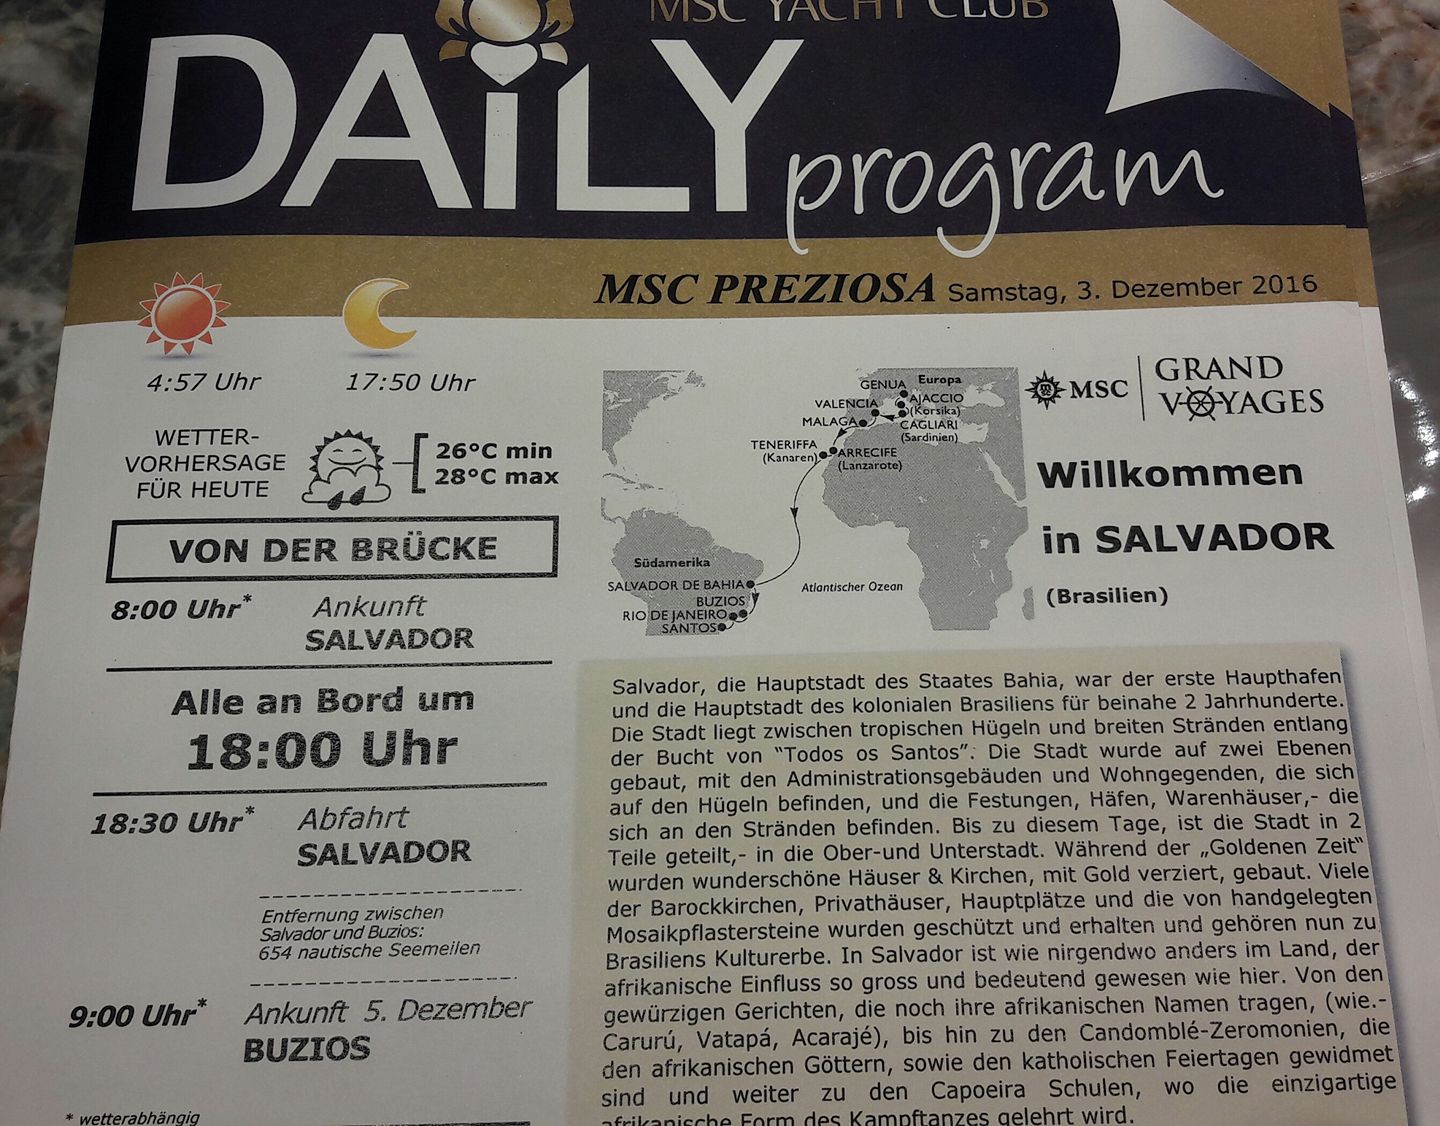 MSC YACHT CLUB
DAiLY program
MSC PREZIOSA Samstag, 3. Dezember 2016
4:57 Uhr 17:50 Uhr
WETTER-
VORHERSAGE
FÜR HEUTE
26°C min
28°C max
VON DER BRÜCKE
8:00 Uhr* Ankunft
SALVADOR
Alle an Bord um
18:00 Uhr
18:30 Uhr* Abfahrt
SALVADOR
Entfernung zwischen
Salvador und Buzios:
654 nautische Seemeilen
9:00 Uhr* Ankunft 5. Dezember
BUZIOS
* wetterabhängig
GENUA Europa
VALENCIA AJACCIO
(Korsika)
MALAGA CAGLIARI
(Sardinien)
TENERIFFA
(Kanaren) ARRECIFE
(Lanzarote)
Südamerika
SALVADOR DE BAHIA Atlantischer Ozean
BUZIOS
RIO DE JANEIRO
SANTOS
MSC GRAND
VOYAGES
Willkommen
in SALVADOR
(Brasilien)
Salvador, die Hauptstadt des Staates Bahia, war der erste Haupthafen
und die Hauptstadt des kolonialen Brasiliens für beinahe 2 Jahrhunderte.
Die Stadt liegt zwischen tropischen Hügeln und breiten Stränden entlang
der Bucht von "Todos os Santos". Die Stadt wurde auf zwei Ebenen
gebaut, mit den Administrationsgebäuden und Wohngegenden, die sich
auf den Hügeln befinden, und die Festungen, Häfen, Warenhäuser,- die
sich an den Stränden befinden. Bis zu diesem Tage, ist die Stadt in 2
Teile geteilt,- in die Ober-und Unterstadt. Während der „Goldenen Zeit"
wurden wunderschöne Häuser & Kirchen, mit Gold verziert, gebaut. Viele
der Barockkirchen, Privathäuser, Hauptplätze und die von handgelegten
Mosaikpflastersteine wurden geschützt und erhalten und gehören nun zu
Brasiliens Kulturerbe. In Salvador ist wie nirgendwo anders im Land, der
afrikanische Einfluss so gross und bedeutend gewesen wie hier. Von den
gewürzigen Gerichten, die noch ihre afrikanischen Namen tragen, (wie.-
Carurú, Vatapá, Acarajé), bis hin zu den Candomblé-Zeromonien, die
den afrikanischen Göttern, sowie den katholischen Feiertagen gewidmet
sind und weiter zu den Capoeira Schulen, wo die einzigartige
afrikanische Form des Kampftanzes gelehrt wird.